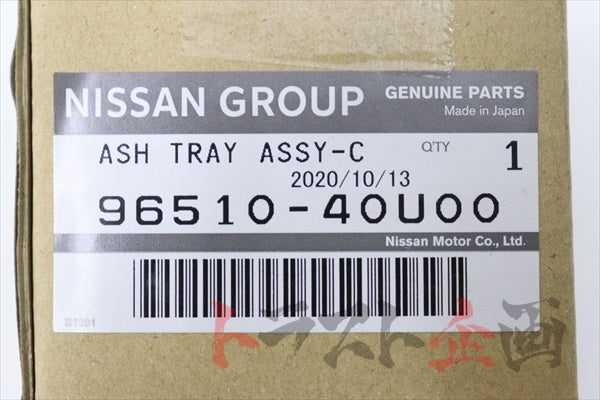 NISSAN GROUP
GENUINE PARTS
Made in Japan
ASH TRAY ASSY-C
Q'TY
1
2020/10/13
96510-40U00
Nissan Motor Co., Ltd.
B1201
トラスト企画